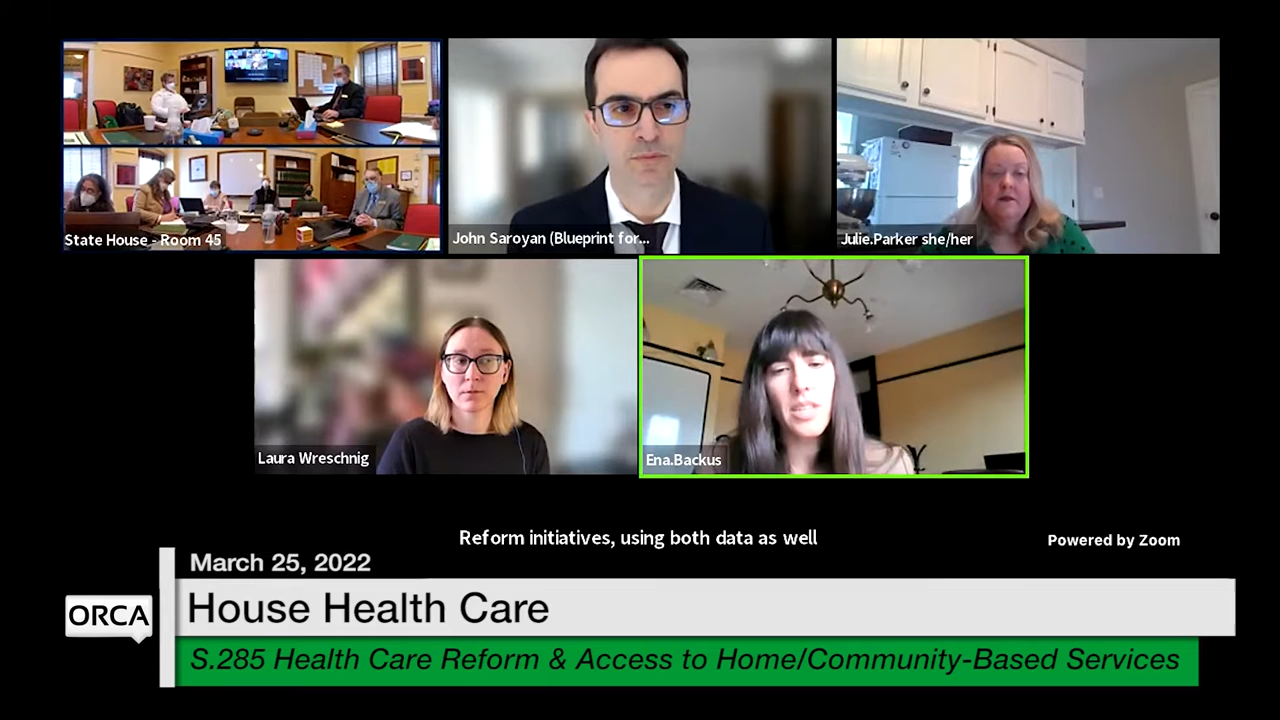 State House - Room 45
John Saroyan (Blueprint for...
Julie.Parker she/her
Laura Wreschnig
Ena.Backus
Reform initiatives, using both data as well
Powered by Zoom
March 25, 2022
ORCA
House Health Care
S.285 Health Care Reform & Access to Home/Community-Based Services